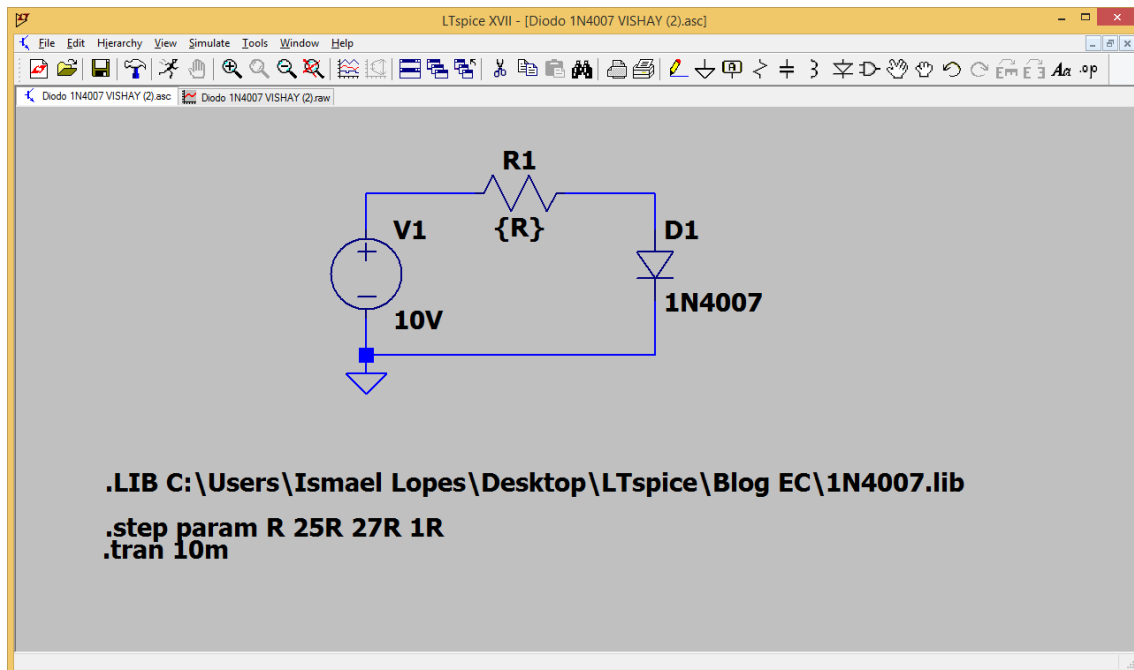 LTspice XVII - [Diodo 1N4007 VISHAY (2).asc]
File Edit Hierarchy View Simulate Tools Window Help
Aa .op
Diodo 1N4007 VISHAY (2).asc Diodo 1N4007 VISHAY (2).raw
R1
{R}
V1
10V
D1
1N4007
.LIB C:\Users\Ismael Lopes\Desktop\LTspice\Blog EC\1N4007.lib
.step param R 25R 27R 1R
.tran 10m